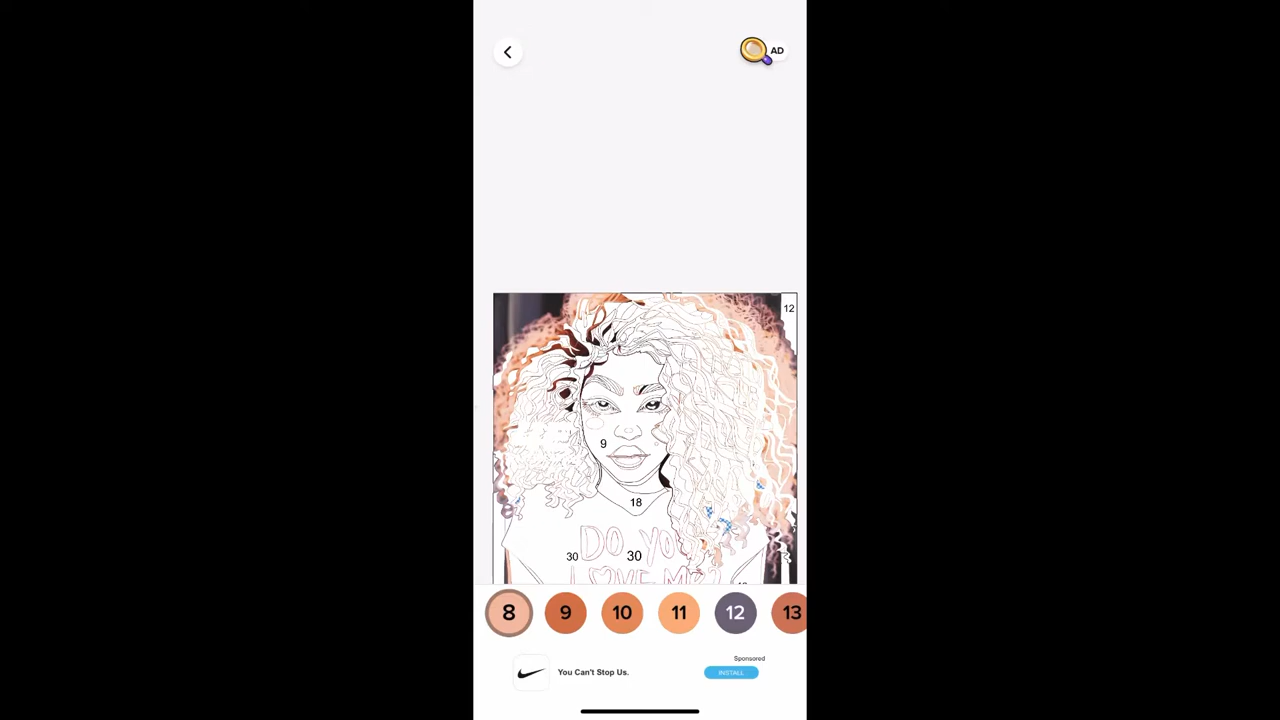 AD
12
9
18
DO YO
30 30
LOVE ME?
8 9 10 11 12 13
Sponsored
You Can't Stop Us.
INSTALL